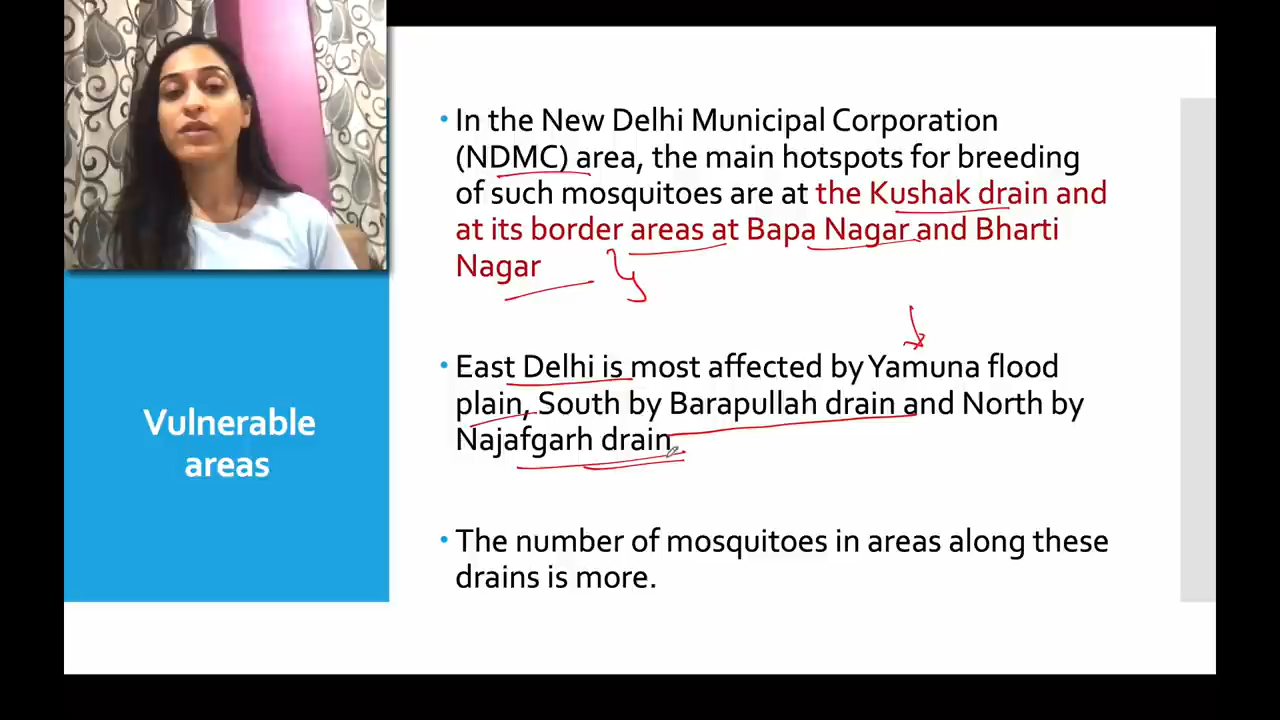 In the New Delhi Municipal Corporation
(NDMC) area, the main hotspots for breeding
of such mosquitoes are at the Kushak drain and
at its border areas at Bapa Nagar and Bharti
Nagar
East Delhi is most affected by Yamuna flood
plain, South by Barapullah drain and North by
Najafgarh drain.
The number of mosquitoes in areas along these
drains is more.
Vulnerable
areas